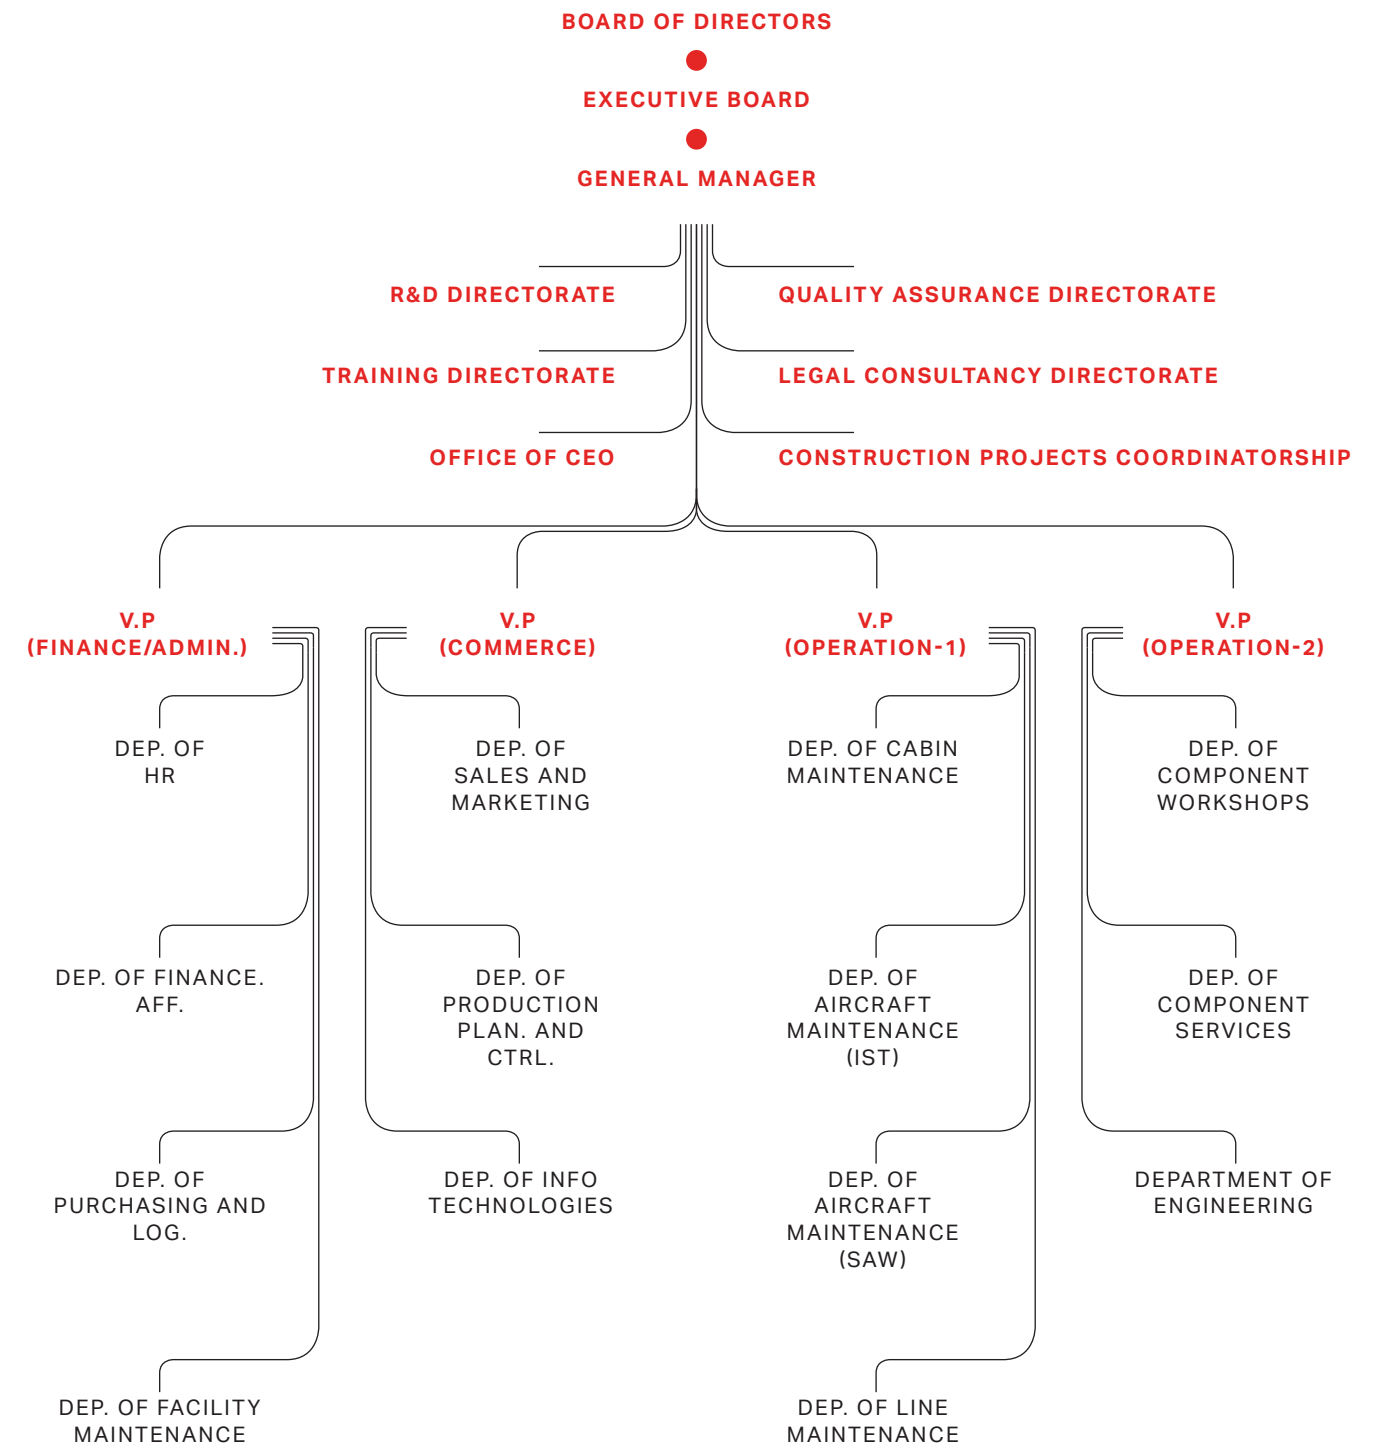 BOARD OF DIRECTORS
EXECUTIVE BOARD
GENERAL MANAGER
R&D DIRECTORATE
QUALITY ASSURANCE DIRECTORATE
TRAINING DIRECTORATE
LEGAL CONSULTANCY DIRECTORATE
OFFICE OF CEO
CONSTRUCTION PROJECTS COORDINATORSHIP
V.P
(FINANCE/ADMIN.)
V.P
(COMMERCE)
V.P
(OPERATION-1)
V.P
(OPERATION-2)
DEP. OF
HR
DEP. OF
SALES AND
MARKETING
DEP. OF CABIN
MAINTENANCE
DEP. OF
COMPONENT
WORKSHOPS
DEP. OF FINANCE.
AFF.
DEP. OF
PRODUCTION
PLAN. AND
CTRL.
DEP. OF
AIRCRAFT
MAINTENANCE
(IST)
DEP. OF
COMPONENT
SERVICES
DEP. OF
PURCHASING AND
LOG.
DEP. OF INFO
TECHNOLOGIES
DEP. OF
AIRCRAFT
MAINTENANCE
(SAW)
DEPARTMENT OF
ENGINEERING
DEP. OF FACILITY
MAINTENANCE
DEP. OF LINE
MAINTENANCE